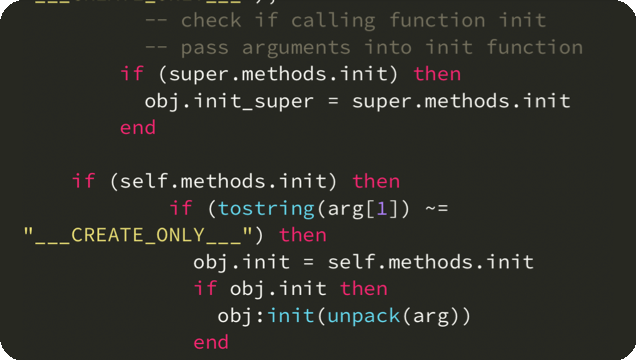 "___CREATE_ONLY___");
-- check if calling function init
-- pass arguments into init function
if (super.methods.init) then
obj.init_super = super.methods.init
end
if (self.methods.init) then
if (tostring(arg[1]) ~=
"___CREATE_ONLY___") then
obj.init = self.methods.init
if obj.init then
obj:init(unpack(arg))
end